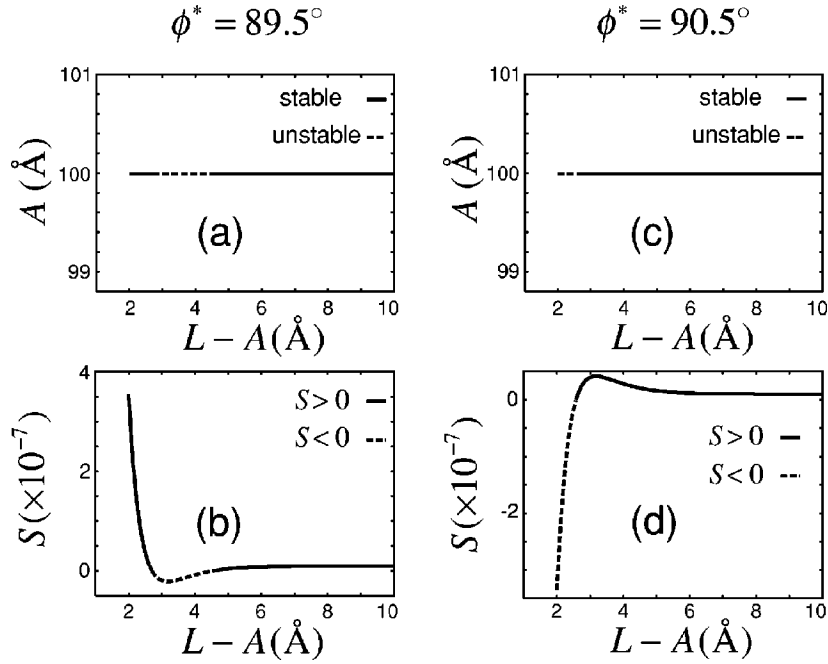 ϕ* = 89.5°
ϕ* = 90.5°
101
100
99
A (Å)
stable
unstable
(a)
2 4 6 8 10
L − A(Å)
101
100
99
A (Å)
stable
unstable
(c)
2 4 6 8 10
L − A(Å)
4
2
0
S(×10⁻⁷)
S > 0
S < 0
(b)
2 4 6 8 10
L − A(Å)
0
-2
S(×10⁻⁷)
S > 0
S < 0
(d)
2 4 6 8 10
L − A(Å)